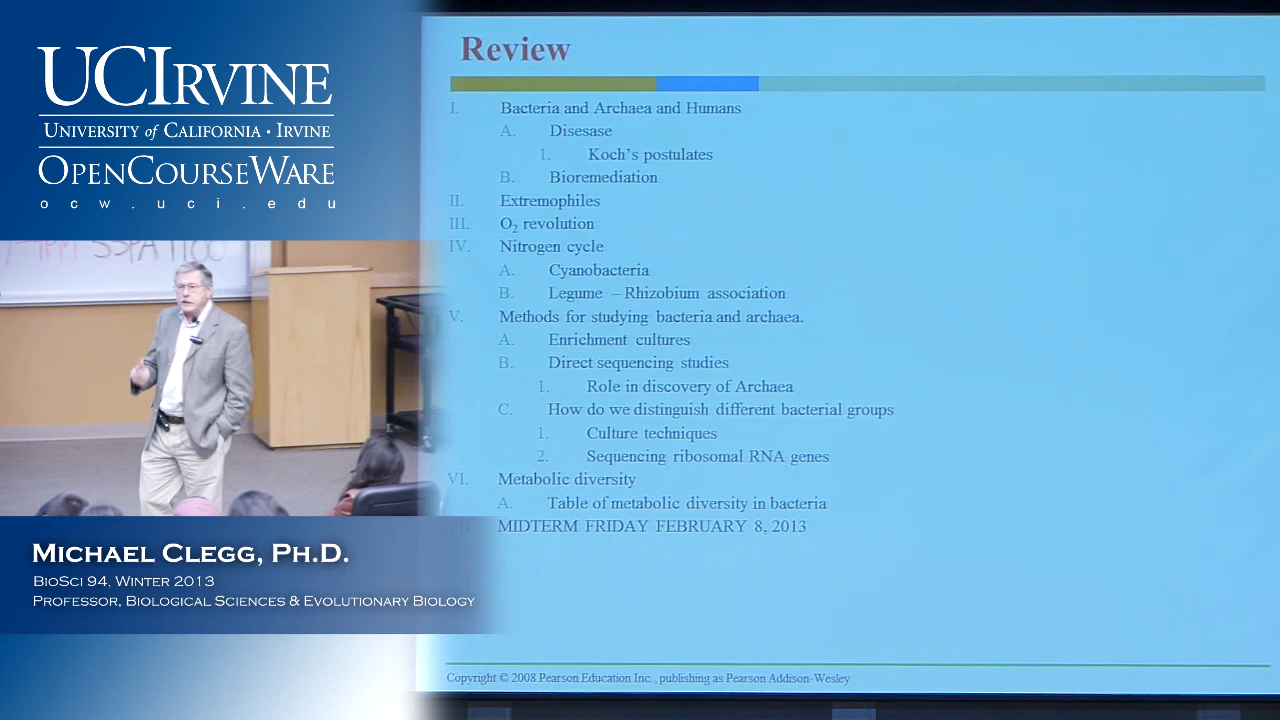 UCIRVINE
UNIVERSITY of CALIFORNIA · IRVINE
OPENCOURSEWARE
ocw.uci.edu
SSPA 1100
MICHAEL CLEGG, PH.D.
BIOSCI 94, WINTER 2013
PROFESSOR, BIOLOGICAL SCIENCES & EVOLUTIONARY BIOLOGY
Review
I. Bacteria and Archaea and Humans
A. Disesase
1. Koch's postulates
B. Bioremediation
II. Extremophiles
III. O₂ revolution
IV. Nitrogen cycle
A. Cyanobacteria
B. Legume – Rhizobium association
V. Methods for studying bacteria and archaea.
A. Enrichment cultures
B. Direct sequencing studies
1. Role in discovery of Archaea
C. How do we distinguish different bacterial groups
1. Culture techniques
2. Sequencing ribosomal RNA genes
VI. Metabolic diversity
A. Table of metabolic diversity in bacteria
VII. MIDTERM FRIDAY FEBRUARY 8, 2013
Copyright © 2008 Pearson Education Inc., publishing as Pearson Addison-Wesley